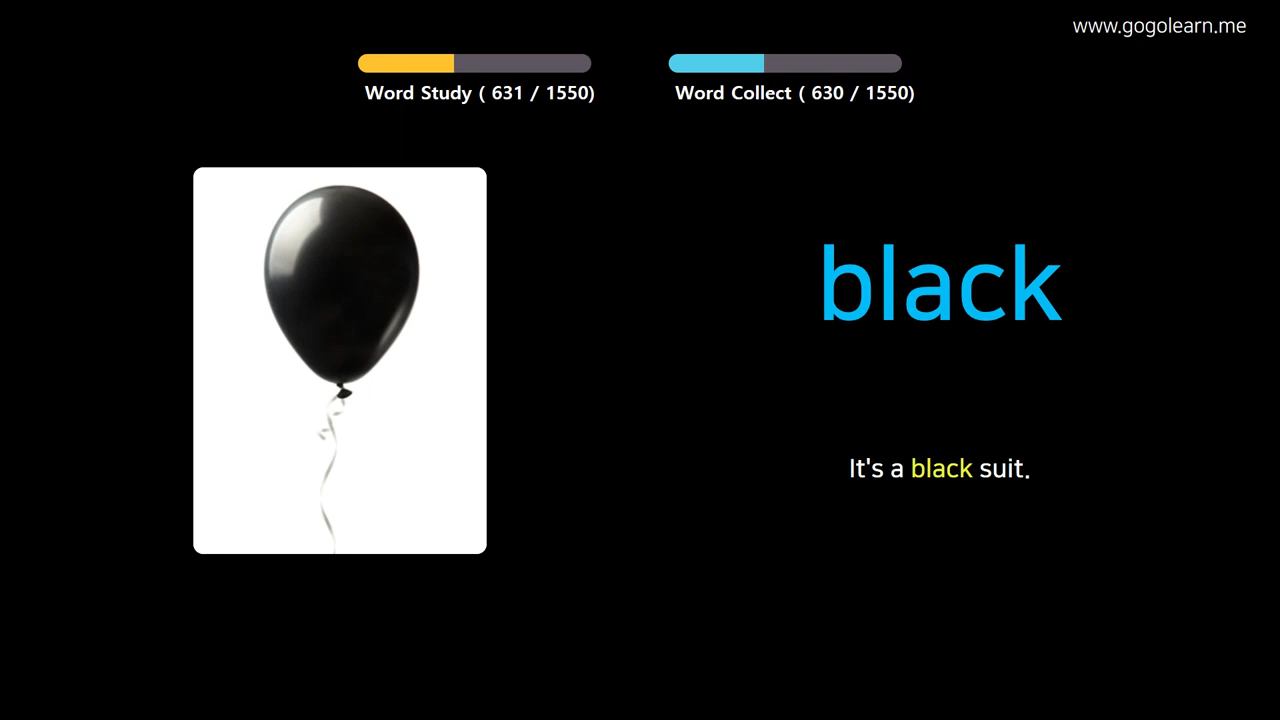 www.gogolearn.me
Word Study ( 631 / 1550)
Word Collect ( 630 / 1550)
black
It's a black suit.